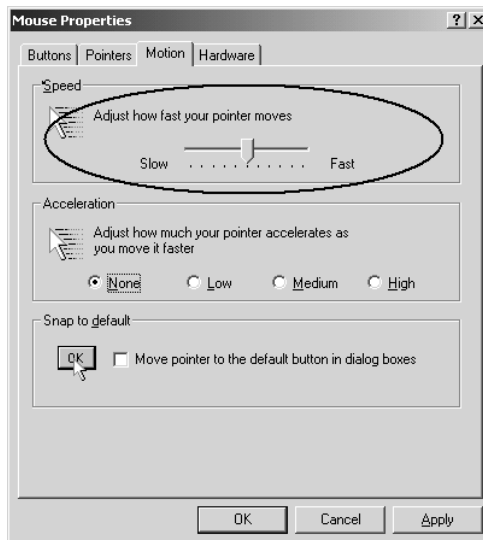 Mouse Properties
? X
Buttons Pointers Motion Hardware
Speed
Adjust how fast your pointer moves
Slow Fast
Acceleration
Adjust how much your pointer accelerates as
you move it faster
None Low Medium High
Snap to default
OK Move pointer to the default button in dialog boxes
OK Cancel Apply